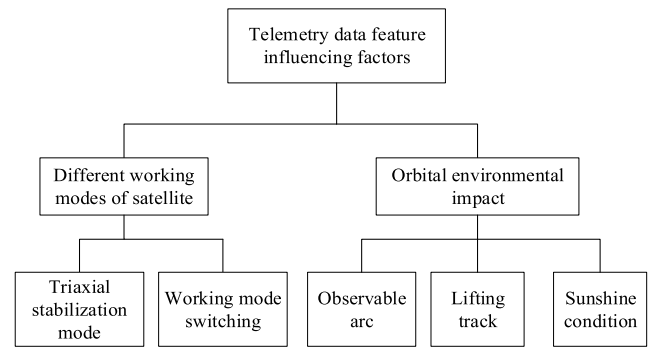 Telemetry data feature
influencing factors
Different working
modes of satellite
Orbital environmental
impact
Triaxial
stabilization
mode
Working mode
switching
Observable
arc
Lifting
track
Sunshine
condition